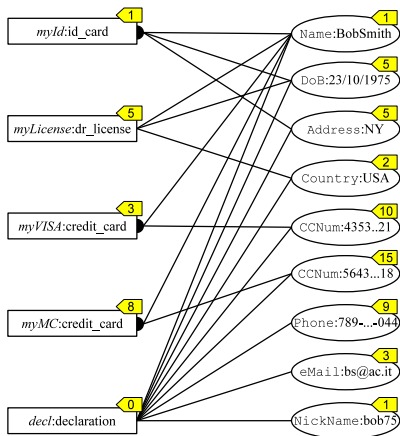 1
myId:id_card
5
myLicense:dr_license
3
myVISA:credit_card
8
myMC:credit_card
0
decl:declaration
1
Name:BobSmith
5
DoB:23/10/1975
5
Address:NY
2
Country:USA
10
CCNum:4353..21
15
CCNum:5643...18
9
Phone:789-...-044
3
eMail:bs@ac.it
1
NickName:bob75